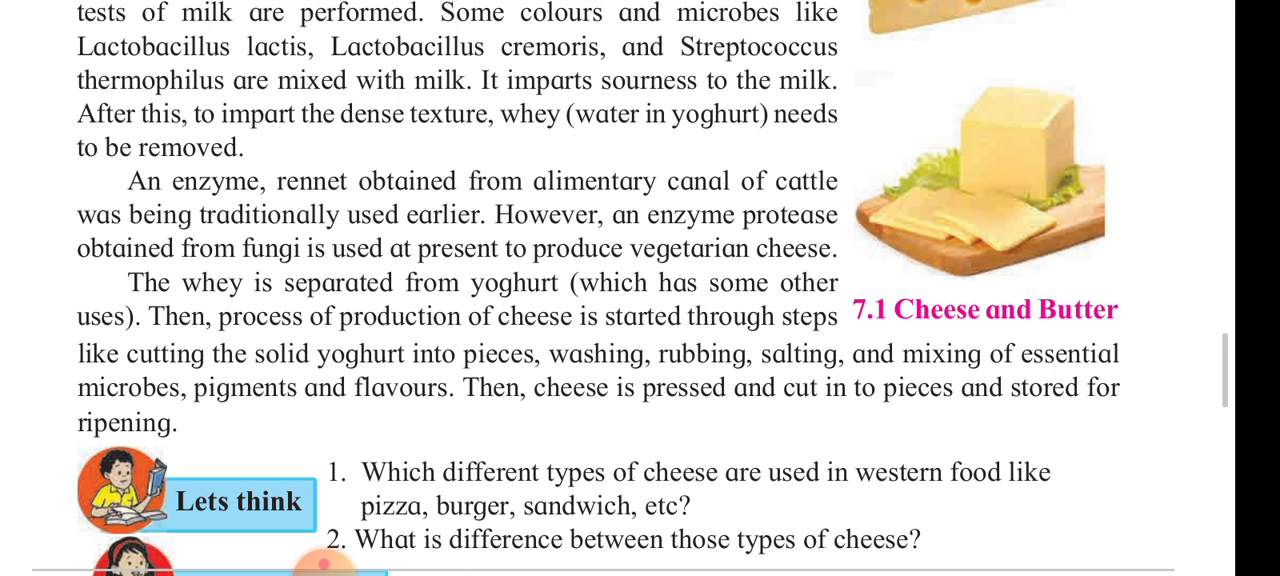 tests of milk are performed. Some colours and microbes like
Lactobacillus lactis, Lactobacillus cremoris, and Streptococcus
thermophilus are mixed with milk. It imparts sourness to the milk.
After this, to impart the dense texture, whey (water in yoghurt) needs
to be removed.
An enzyme, rennet obtained from alimentary canal of cattle
was being traditionally used earlier. However, an enzyme protease
obtained from fungi is used at present to produce vegetarian cheese.
The whey is separated from yoghurt (which has some other
uses). Then, process of production of cheese is started through steps
7.1 Cheese and Butter
like cutting the solid yoghurt into pieces, washing, rubbing, salting, and mixing of essential
microbes, pigments and flavours. Then, cheese is pressed and cut in to pieces and stored for
ripening.
Lets think
1. Which different types of cheese are used in western food like
pizza, burger, sandwich, etc?
2. What is difference between those types of cheese?